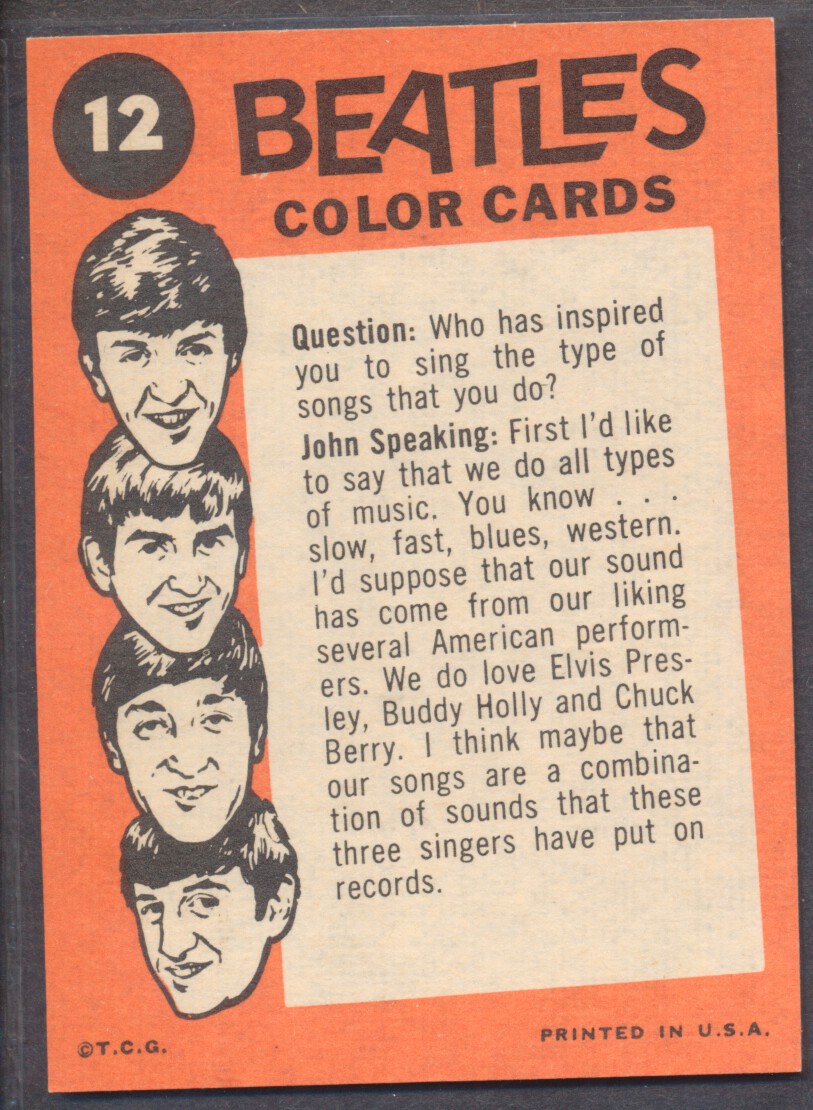 12
BEATLES
COLOR CARDS
Question: Who has inspired
you to sing the type of
songs that you do?
John Speaking: First I'd like
to say that we do all types
of music. You know . . .
slow, fast, blues, western.
I'd suppose that our sound
has come from our liking
several American perform-
ers. We do love Elvis Pres-
ley, Buddy Holly and Chuck
Berry. I think maybe that
our songs are a combina-
tion of sounds that these
three singers have put on
records.
©T.C.G.
PRINTED IN U.S.A.